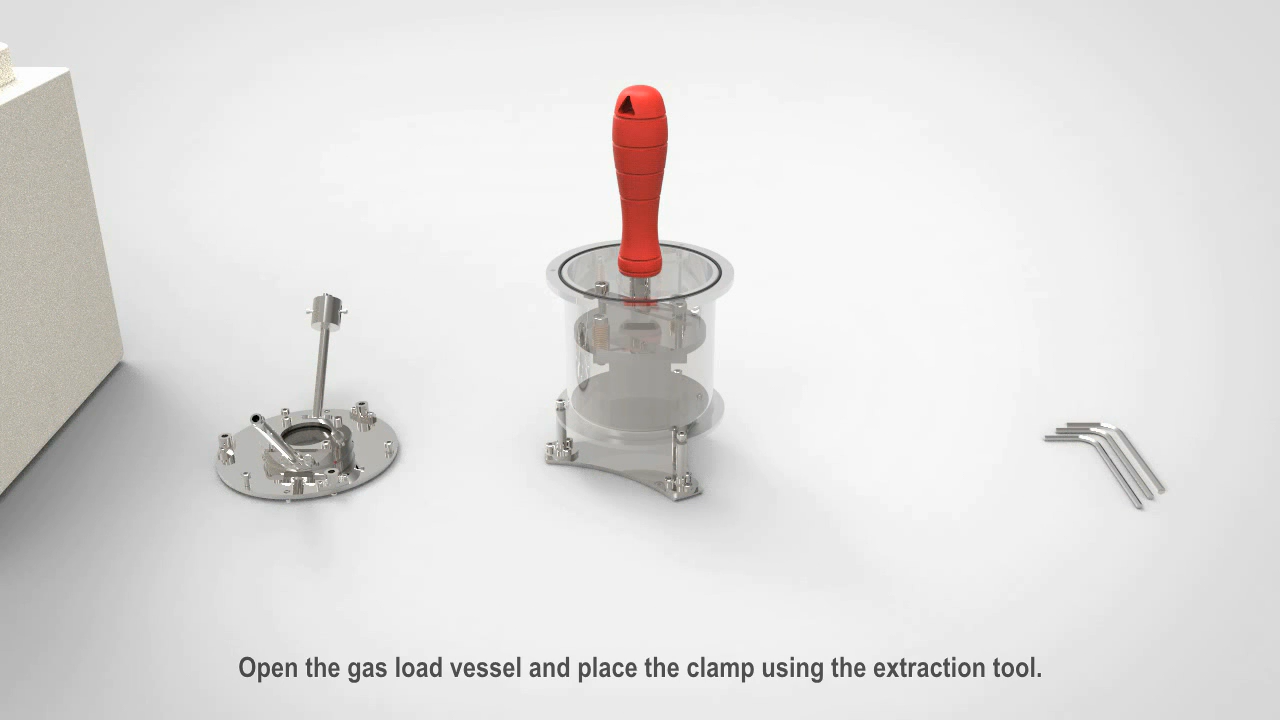 Open the gas load vessel and place the clamp using the extraction tool.